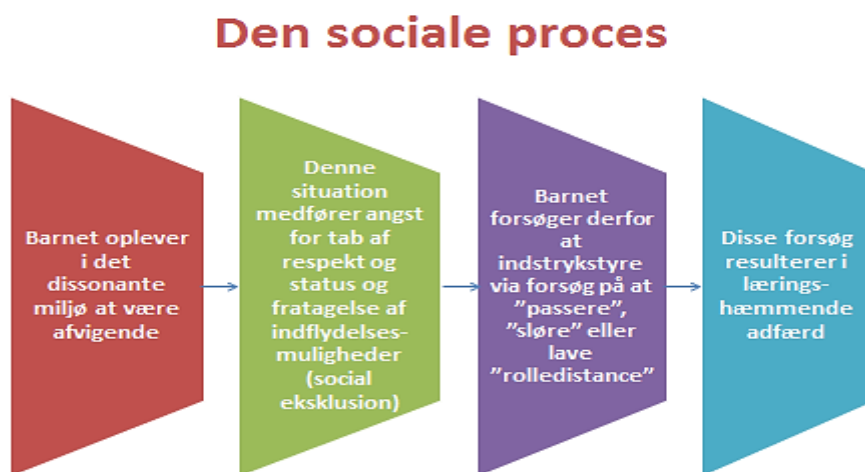 Den sociale proces
Barnet oplever
i det
dissonante
miljø at være
afvigende
Denne
situation
medfører angst
for tab af
respekt og
status og
fratagelse af
indflydelses-
muligheder
(social
eksklusion)
Barnet
forsøger derfor
at
indstrykstyre
via forsøg på at
”passere”,
”sløre” eller
lave
”rolledistance”
Disse forsøg
resulterer i
lærings-
hæmmende
adfærd